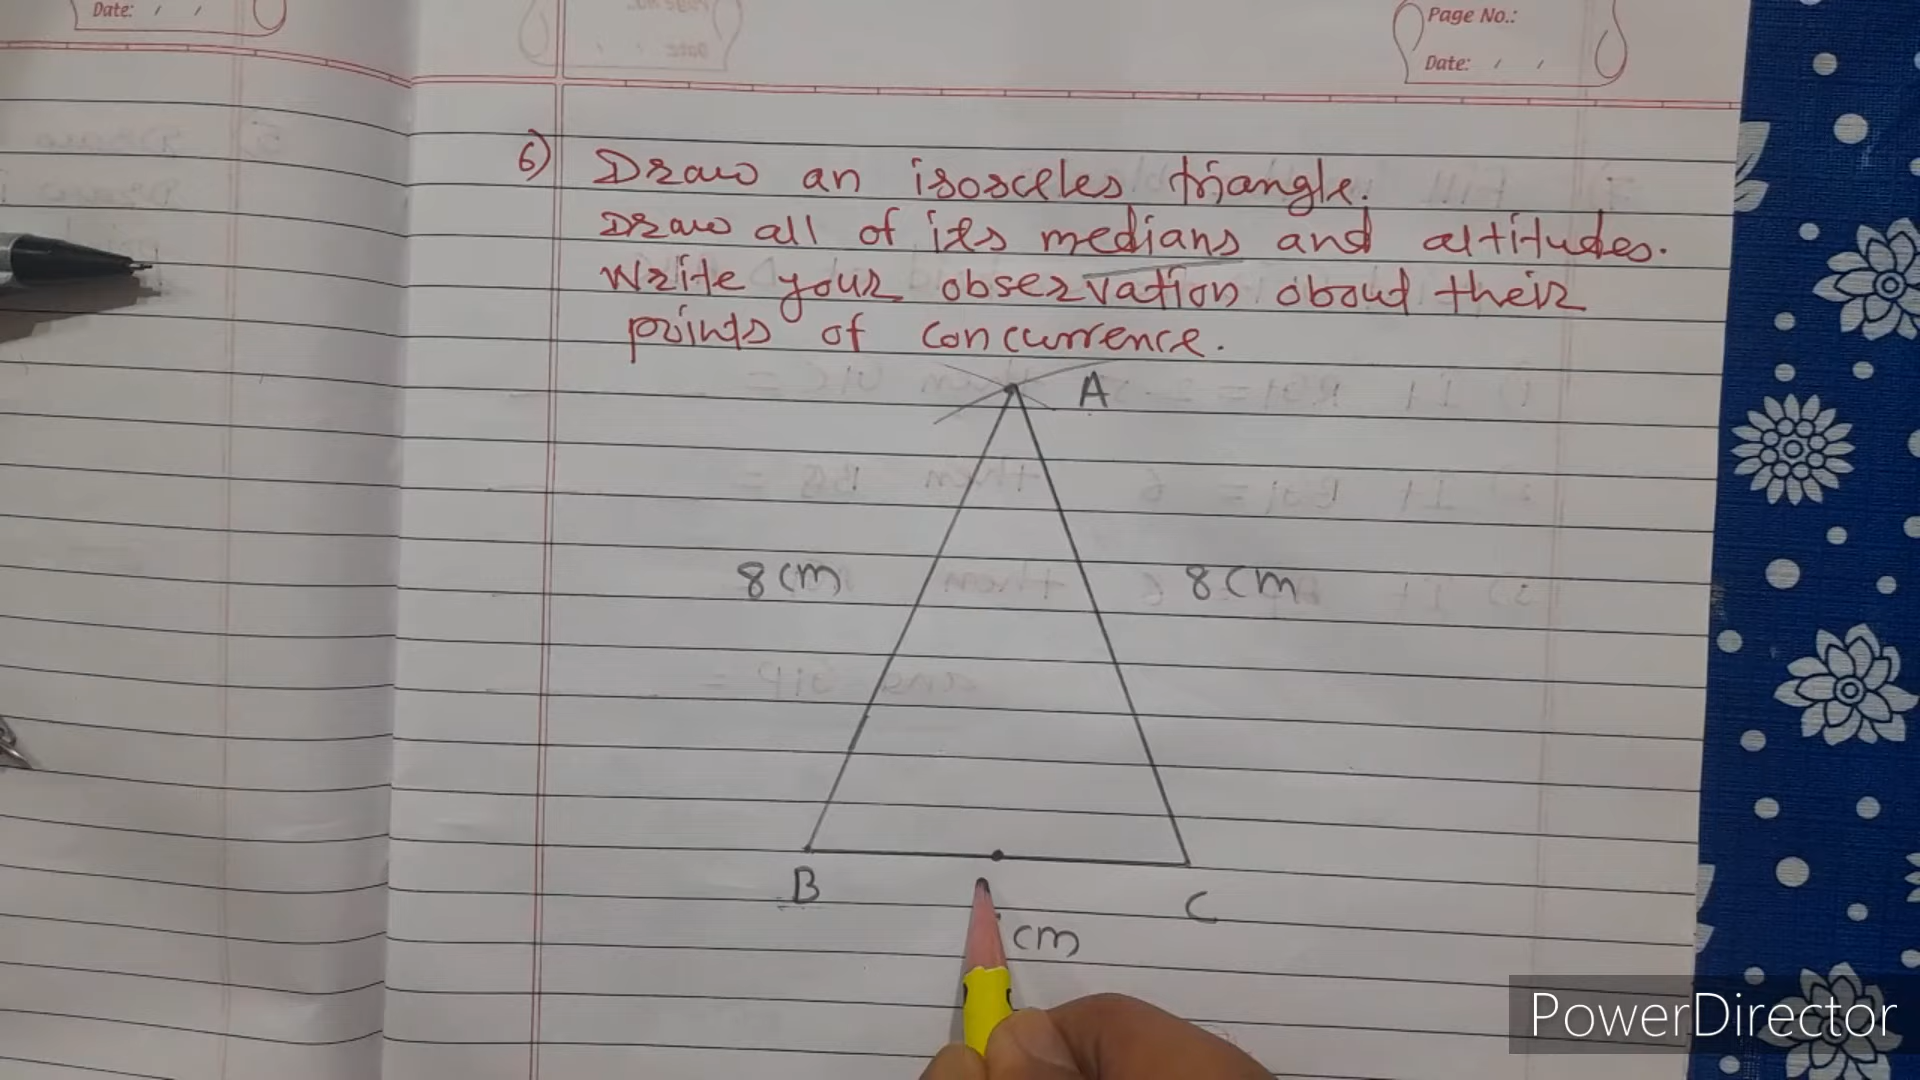 Date: / /
Page No.:
Date: / /
6) Draw an isosceles triangle.
Draw all of its medians and altitudes.
Write your observation about their
points of concurrence.
A
8 cm 8 cm
B C
cm
PowerDirector